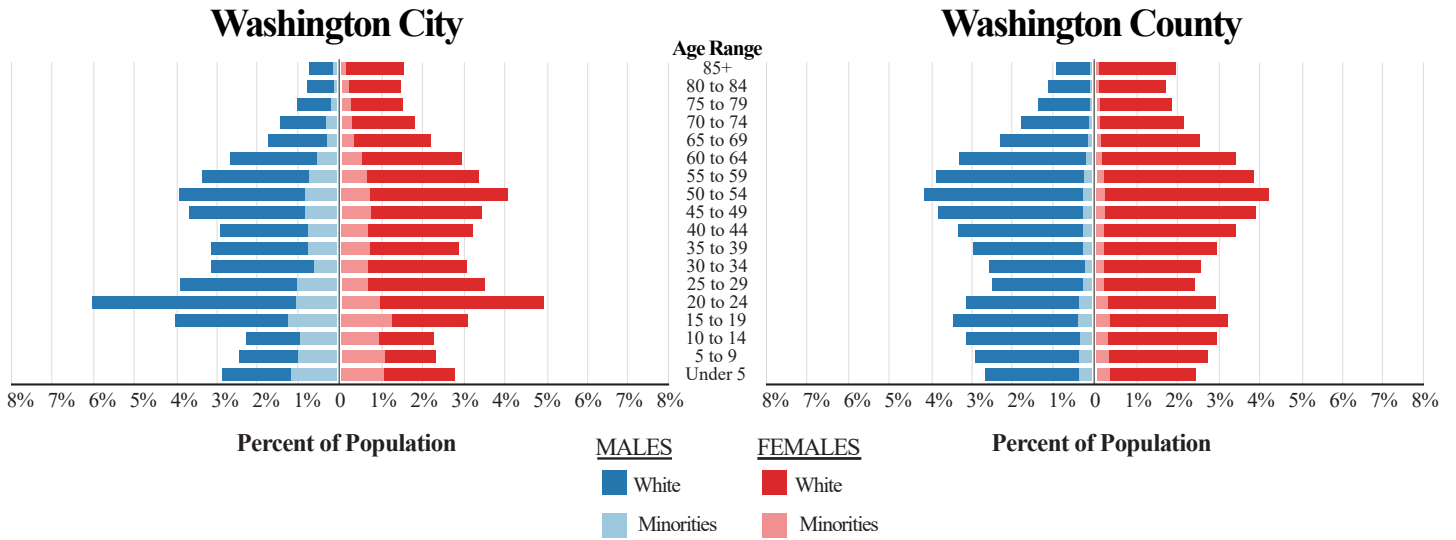 Washington City
Washington County
Age Range
85+
80 to 84
75 to 79
70 to 74
65 to 69
60 to 64
55 to 59
50 to 54
45 to 49
40 to 44
35 to 39
30 to 34
25 to 29
20 to 24
15 to 19
10 to 14
5 to 9
Under 5
8% 7% 6% 5% 4% 3% 2% 1% 0 1% 2% 3% 4% 5% 6% 7% 8%
8% 7% 6% 5% 4% 3% 2% 1% 0 1% 2% 3% 4% 5% 6% 7% 8%
Percent of Population
Percent of Population
MALES
White
Minorities
FEMALES
White
Minorities